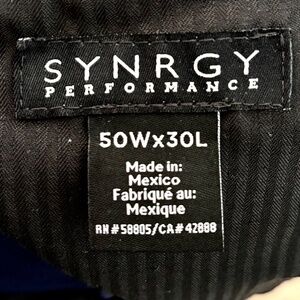 SYNRGY
PERFORMANCE
50Wx30L
Made in:
Mexico
Fabriqué au:
Mexique
RN#58805/CA#42888